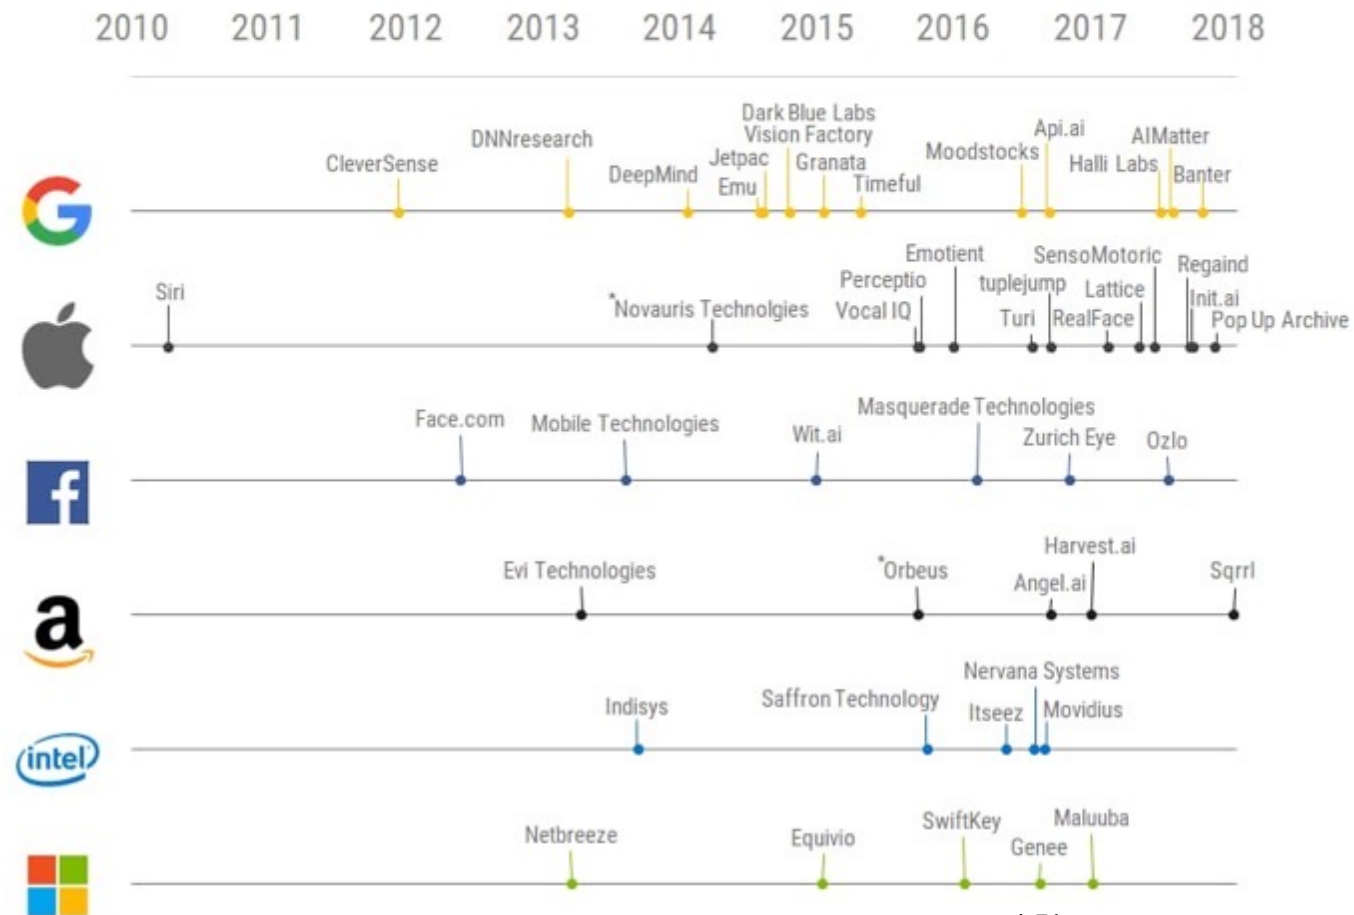 2010 2011 2012 2013 2014 2015 2016 2017 2018
Dark Blue Labs
Vision Factory
Api.ai
AIMatter
DNNresearch
CleverSense
DeepMind
Jetpac
Emu
Granata
Timeful
Moodstocks
Halli Labs
Banter
Siri
*Novauris Technolgies
Emotient
Perceptio
Vocal IQ
SensoMotoric
tuplejump
Lattice
Turi
RealFace
Regaind
Init.ai
Pop Up Archive
Face.com
Mobile Technologies
Wit.ai
Masquerade Technologies
Zurich Eye
Ozlo
Evi Technologies
*Orbeus
Harvest.ai
Angel.ai
Sqrrl
a
intel
Indisys
Saffron Technology
Nervana Systems
Itseez
Movidius
Netbreeze
Equivio
SwiftKey
Genee
Maluuba